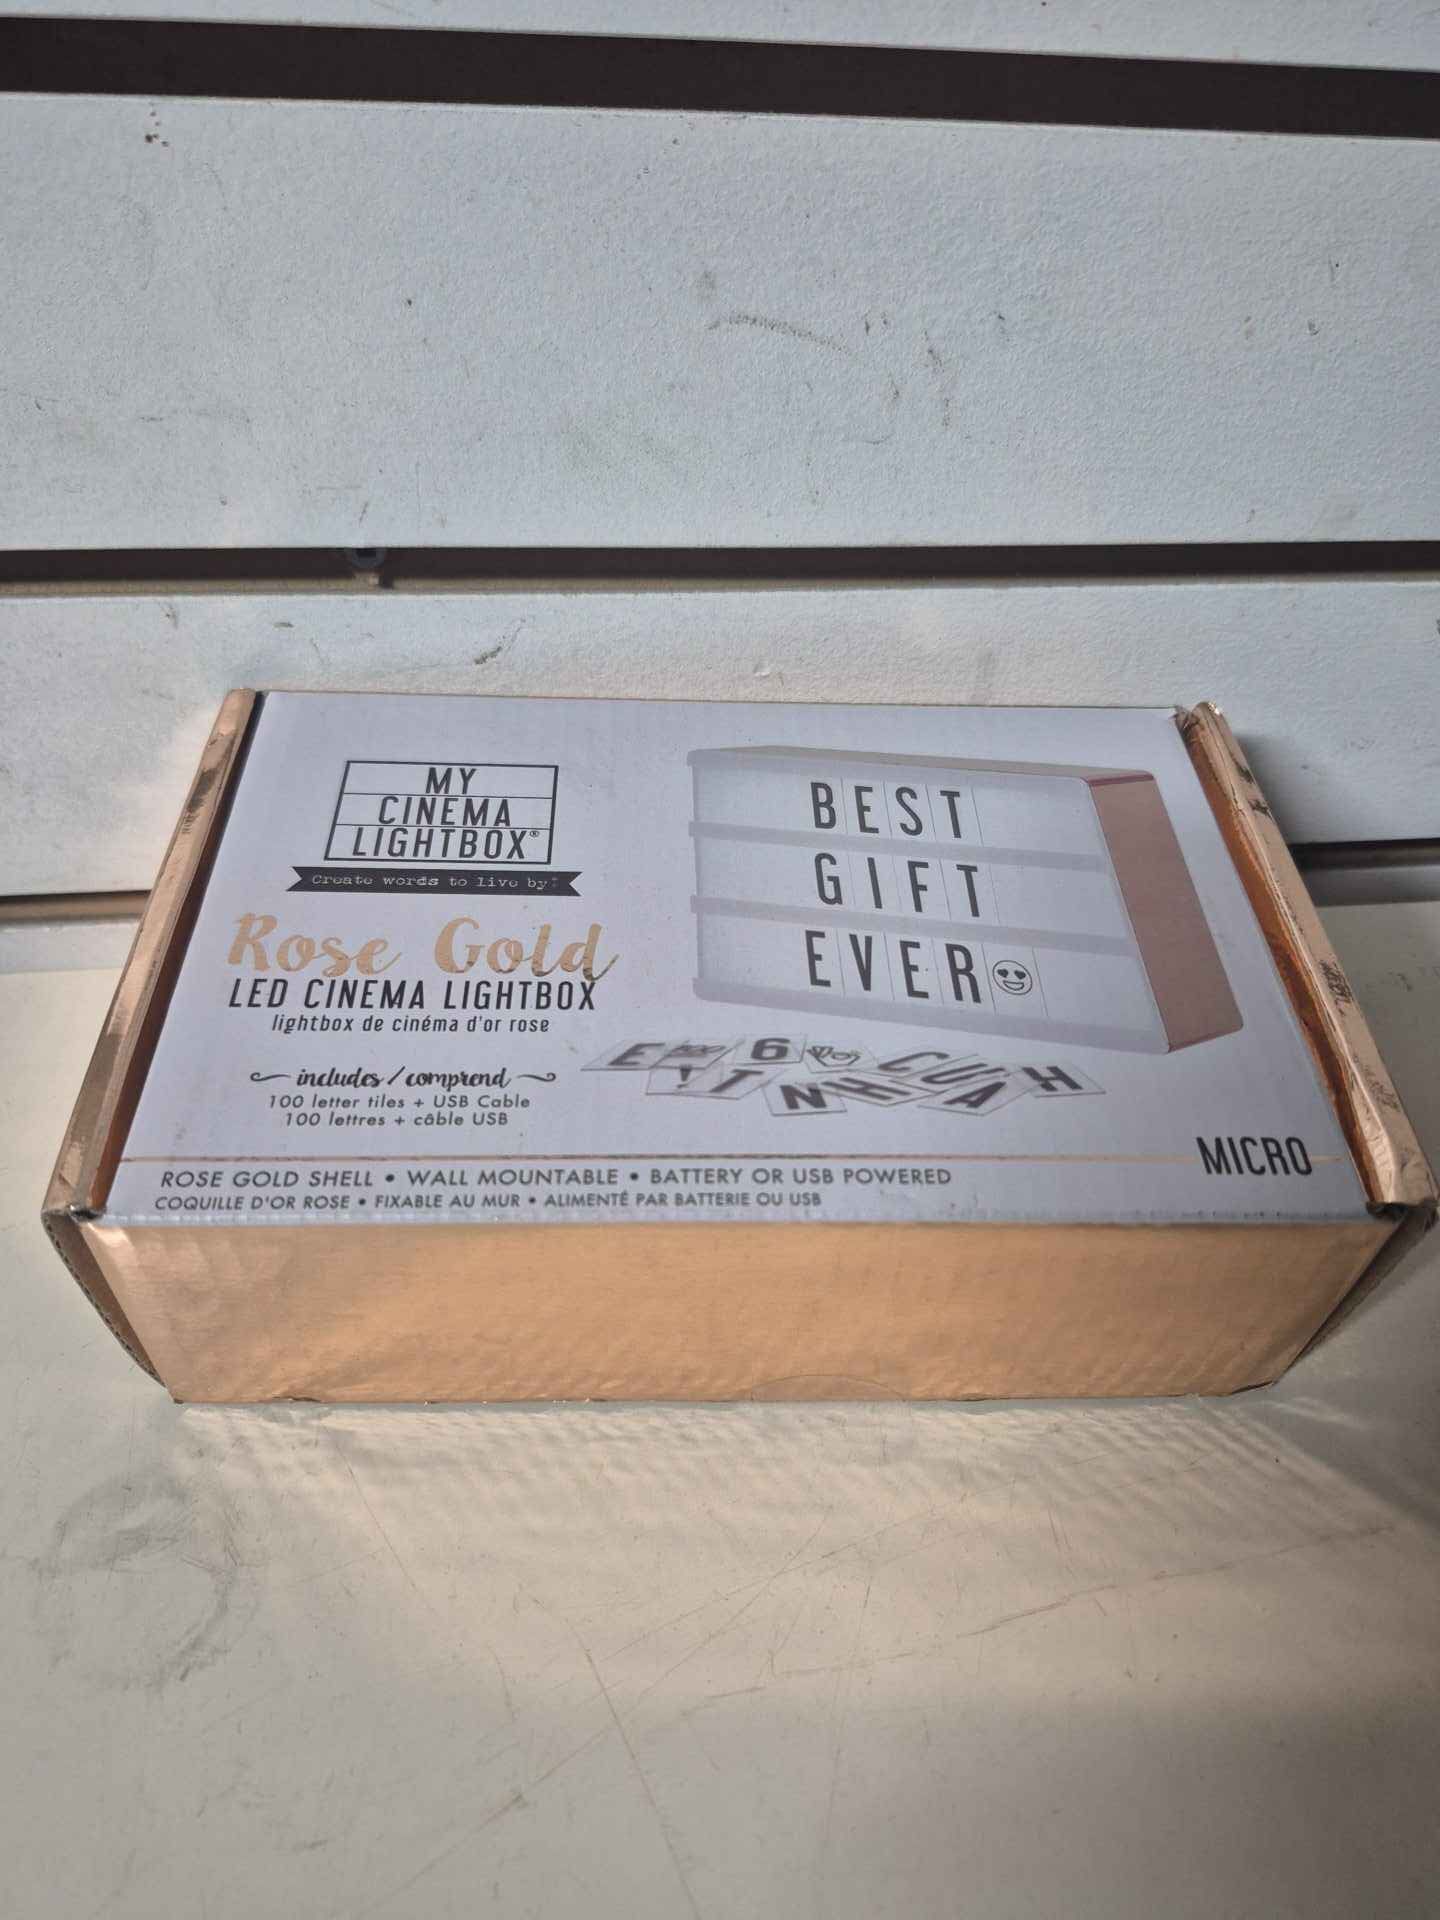 MY
CINEMA
LIGHTBOX®
Create words to live by
Rose Gold
LED CINEMA LIGHTBOX
lightbox de cinéma d'or rose
includes / comprend
100 letter tiles + USB Cable
100 lettres + câble USB
BEST
GIFT
EVER
E 6 C U H
! T N H A
MICRO
ROSE GOLD SHELL • WALL MOUNTABLE • BATTERY OR USB POWERED
COQUILLE D'OR ROSE • FIXABLE AU MUR • ALIMENTÉ PAR BATTERIE OU USB